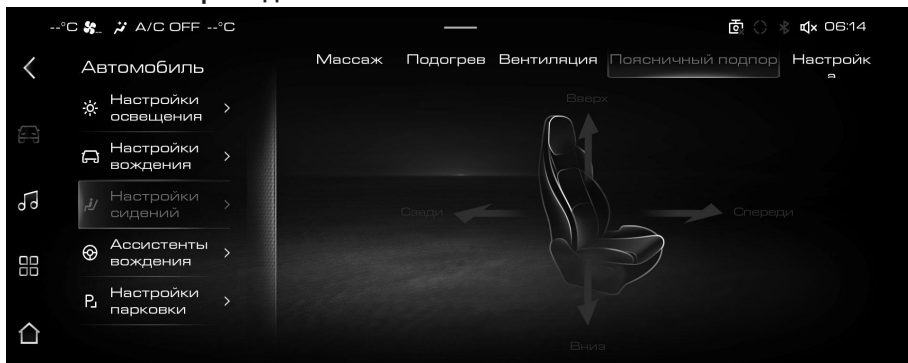 --°C A/C OFF --°C
06:14
Автомобиль
Массаж Подогрев Вентиляция Поясничный подпор Настройк
а
Настройки
освещения
Настройки
вождения
Настройки
сидений
Ассистенты
вождения
Настройки
парковки
Вверх
Сзади
Спереди
Вниз